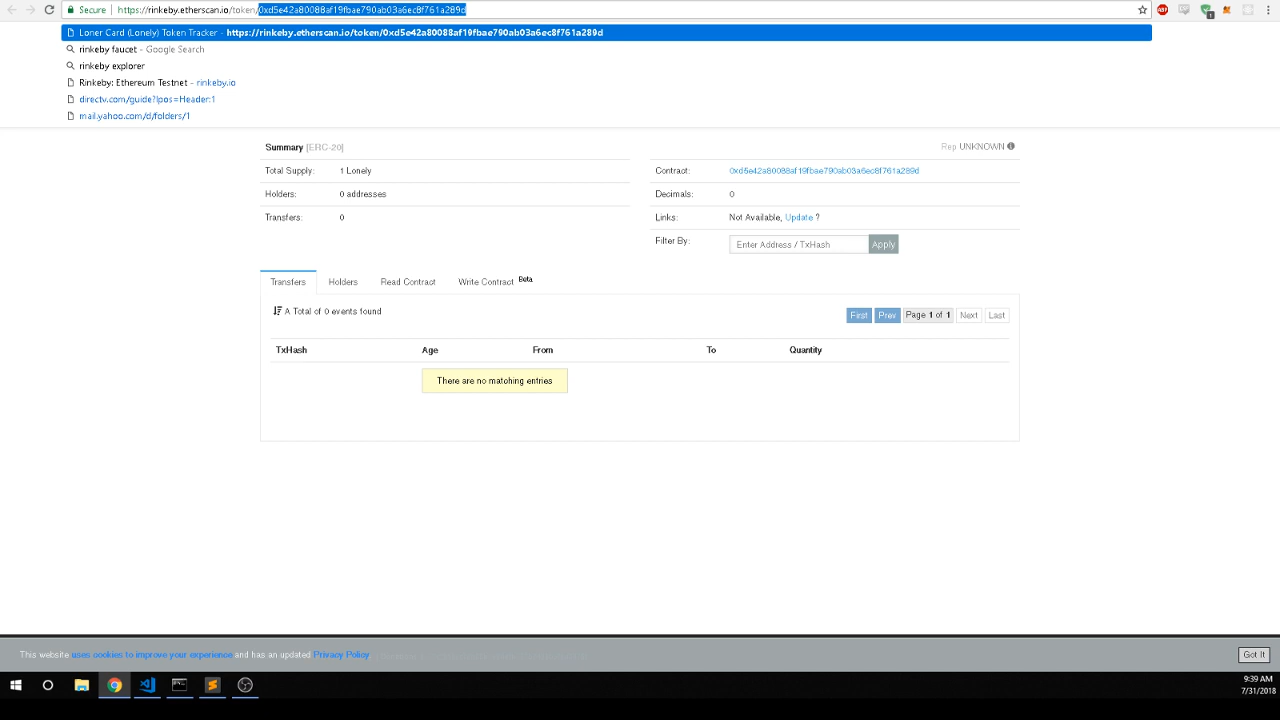 Secure https://rinkeby.etherscan.io/token/0xd5e42a80088af19fbae790ab03a6ec8f761a289d
Loner Card (Lonely) Token Tracker - https://rinkeby.etherscan.io/token/0xd5e42a80088af19fbae790ab03a6ec8f761a289d
rinkeby faucet - Google Search
rinkeby explorer
Rinkeby: Ethereum Testnet - rinkeby.io
directv.com/guide?lpos=Header:1
mail.yahoo.com/d/folders/1
Summary [ERC-20]
Rep UNKNOWN
Total Supply: 1 Lonely
Contract: 0xd5e42a80088af19fbae790ab03a6ec8f761a289d
Holders: 0 addresses
Decimals: 0
Transfers: 0
Links: Not Available, Update ?
Filter By: Enter Address / TxHash Apply
Transfers Holders Read Contract Write Contract Beta
A Total of 0 events found
First Prev Page 1 of 1 Next Last
TxHash Age From To Quantity
There are no matching entries
This website uses cookies to improve your experience and has an updated Privacy Policy
Got It
9:39 AM
7/31/2018